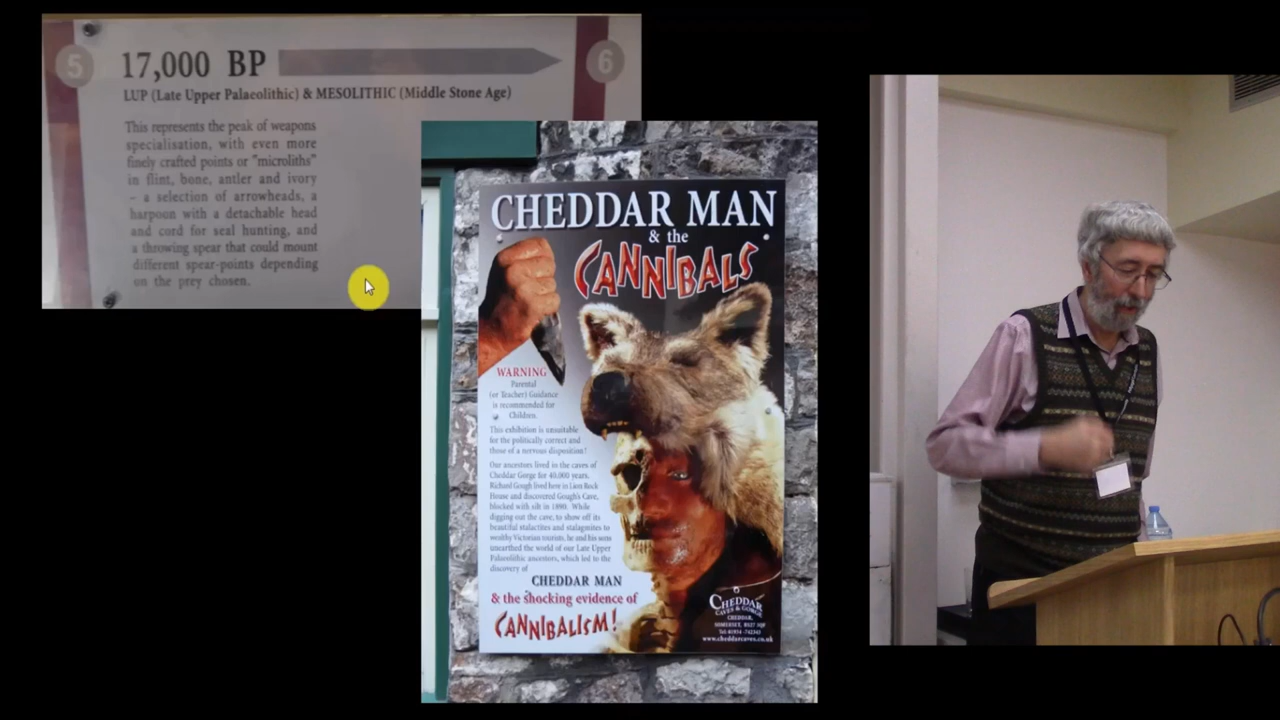 5
17,000 BP
6
LUP (Late Upper Palaeolithic) & MESOLITHIC (Middle Stone Age)
This represents the peak of weapons
specialisation, with even more
finely crafted points or "microliths"
in flint, bone, antler and ivory
– a selection of arrowheads, a
harpoon with a detachable head
and cord for seal hunting, and
a throwing spear that could mount
different spear-points depending
on the prey chosen.
CHEDDAR MAN
& the
CANNIBALS
WARNING
Parental
(or Teacher) Guidance
is recommended for
Children.
This exhibition is unsuitable
for the politically correct and
those of a nervous disposition!
Our ancestors lived in the caves of
Cheddar Gorge for 40,000 years.
Richard Gough lived here in Lion Rock
House and discovered Gough's Cave,
blocked with silt in 1890. While
digging out the cave, to show off its
beautiful stalactites and stalagmites to
wealthy Victorian tourists, he and his sons
unearthed the world of our Late Upper
Palaeolithic ancestors, which led to the
discovery of
CHEDDAR MAN
& the shocking evidence of
CANNIBALISM!
CHEDDAR
CAVES & GORGE
CHEDDAR,
SOMERSET, BS27 3QF
Tel: 01934 742343
www.cheddarcaves.co.uk